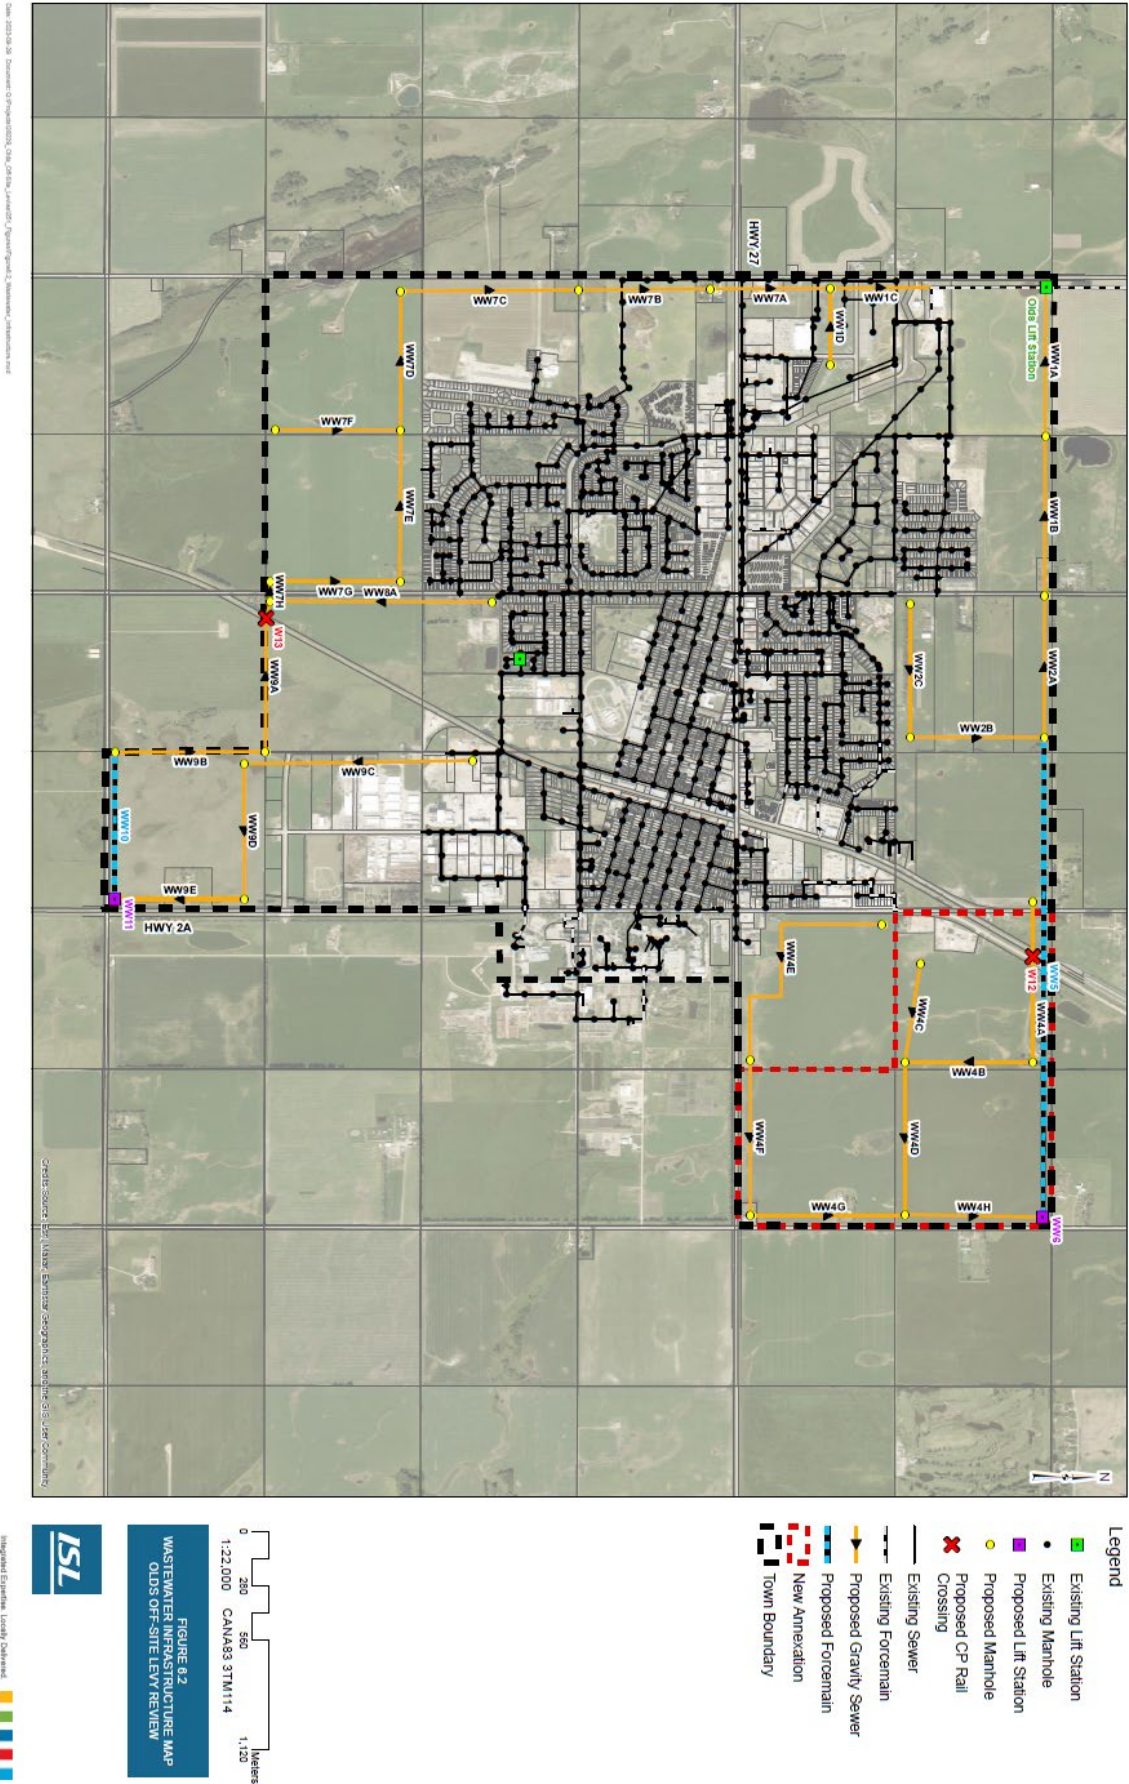 HWY 27
Olds Lift Station
WW1A
WW1B
WW2A
WW2B
WW2C
WW1C
WW1D
WW7A
WW7B
WW7C
WW7D
WW7E
WW7F
WW7G
WW7H
WW8A
W13
WW9A
WW9B
WW9C
WW9D
WW9E
WW10
WW11
HWY 2A
WW5
W12
WW4A
WW4B
WW4C
WW4D
WW4E
WW4F
WW4G
WW4H
WW6
N
Credits: Source: Esri, Maxar, Earthstar Geographics, and the GIS User Community
Legend
Existing Lift Station
Existing Manhole
Proposed Lift Station
Proposed Manhole
Proposed CP Rail
Crossing
Existing Sewer
Existing Forcemain
Proposed Gravity Sewer
Proposed Forcemain
New Annexation
Town Boundary
0 280 560 1,120
Meters
1:22,000 CANA83 3TM114
FIGURE 6.2
WASTEWATER INFRASTRUCTURE MAP
OLDS OFF-SITE LEVY REVIEW
ISL
Integrated Expertise. Locally Delivered.